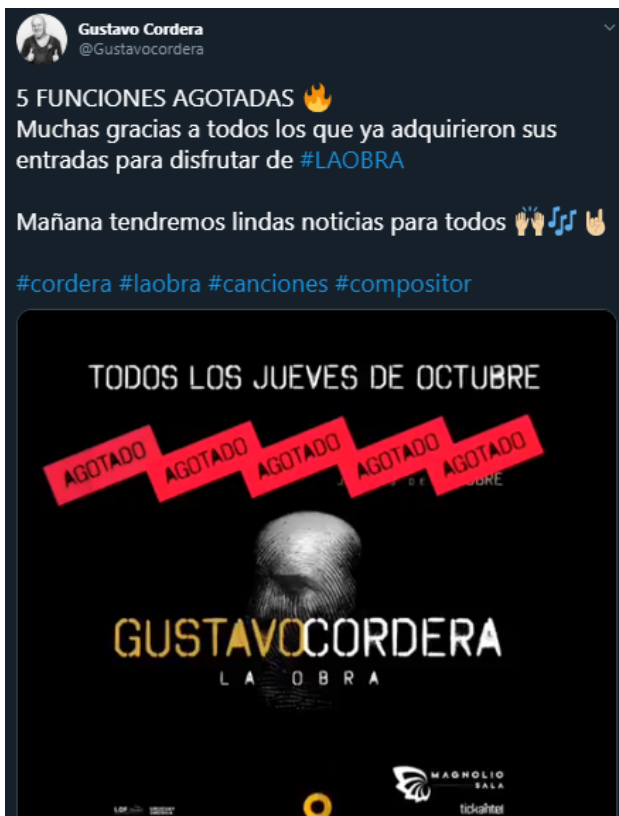 Gustavo Cordera
@Gustavocordera
5 FUNCIONES AGOTADAS 🔥
Muchas gracias a todos los que ya adquirieron sus
entradas para disfrutar de #LAOBRA
Mañana tendremos lindas noticias para todos 🙌🏼🎶🤘🏼
#cordera #laobra #canciones #compositor
TODOS LOS JUEVES DE OCTUBRE
AGOTADO AGOTADO AGOTADO AGOTADO AGOTADO
GUSTAVOCORDERA
LA OBRA
MAGNOLIO
SALA
tickantel